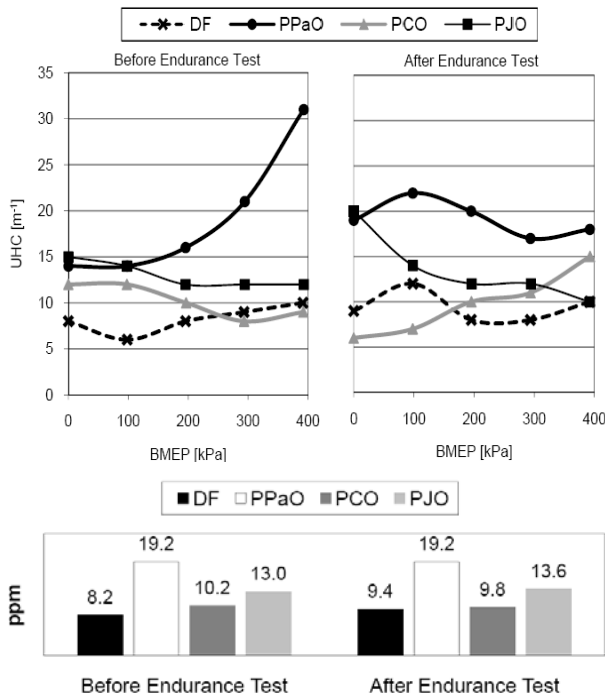 DF PPaO PCO PJO
Before Endurance Test
After Endurance Test
35
30
25
20
15
10
5
0
UHC [m⁻¹]
0 100 200 300 400
0 100 200 300 400
BMEP [kPa]
BMEP [kPa]
DF PPaO PCO PJO
ppm
8.2 19.2 10.2 13.0
9.4 19.2 9.8 13.6
Before Endurance Test
After Endurance Test